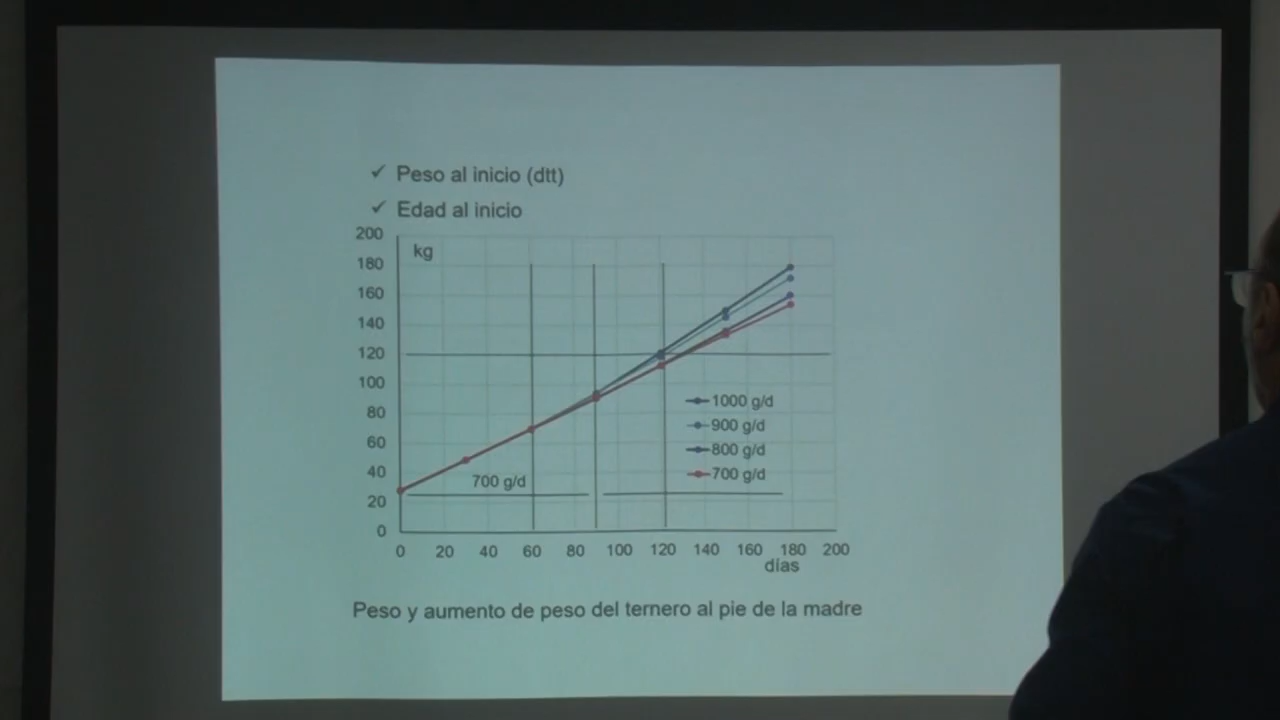 ✓ Peso al inicio (dtt)
✓ Edad al inicio
200
kg
180
160
140
120
100
80
60
40
20
0
1000 g/d
900 g/d
800 g/d
700 g/d
700 g/d
0 20 40 60 80 100 120 140 160 180 200
días
Peso y aumento de peso del ternero al pie de la madre